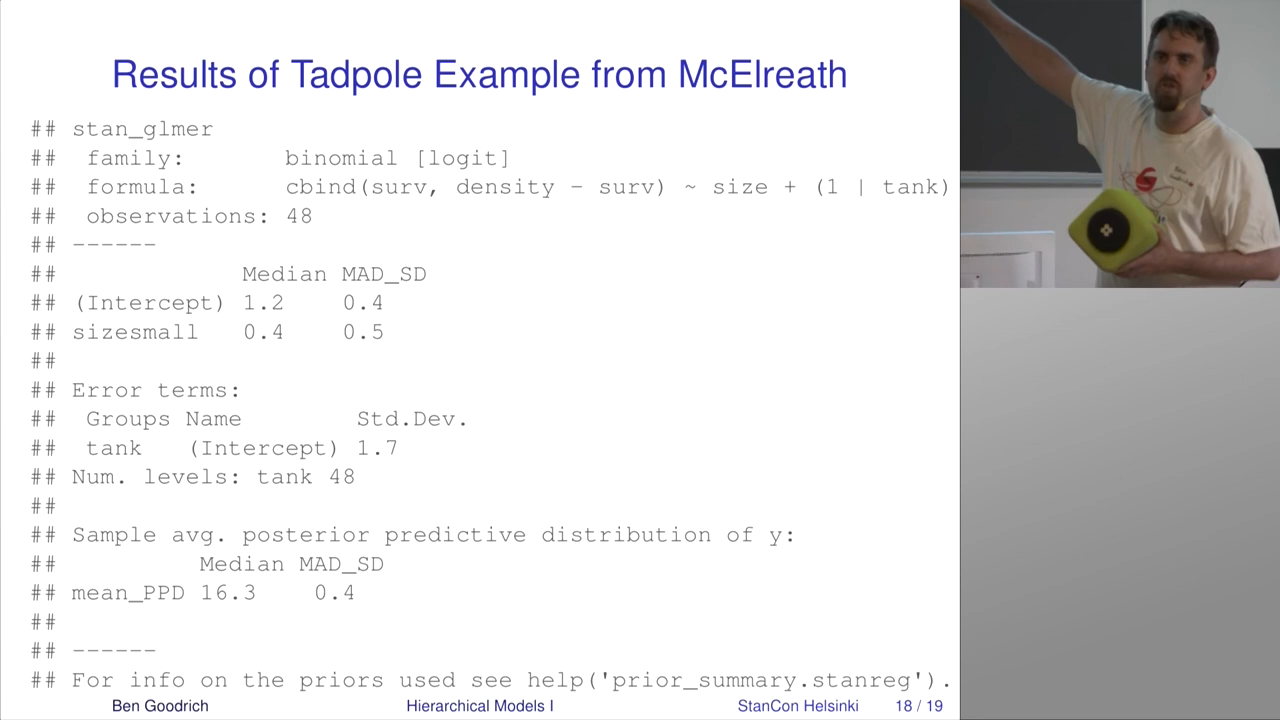 Results of Tadpole Example from McElreath
## stan_glmer
##  family:       binomial [logit]
##  formula:      cbind(surv, density - surv) ~ size + (1 | tank)
##  observations: 48
## ------
##             Median MAD_SD
## (Intercept) 1.2    0.4
## sizesmall   0.4    0.5
##
## Error terms:
##  Groups Name        Std.Dev.
##  tank   (Intercept) 1.7
## Num. levels: tank 48
##
## Sample avg. posterior predictive distribution of y:
##          Median MAD_SD
## mean_PPD 16.3    0.4
##
## ------
## For info on the priors used see help('prior_summary.stanreg').
Ben Goodrich Hierarchical Models I StanCon Helsinki 18 / 19